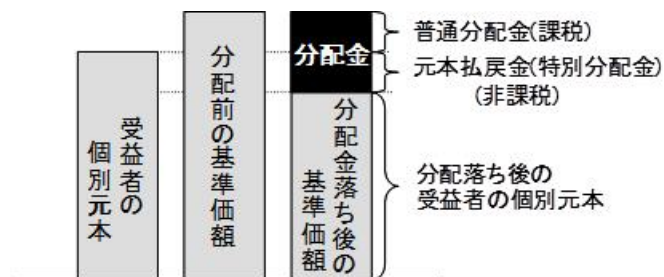 受益者の
個別元本
分配前の基準価額
分配金
分配金落ち後の
基準価額
普通分配金(課税)
元本払戻金(特別分配金)
(非課税)
分配落ち後の
受益者の個別元本